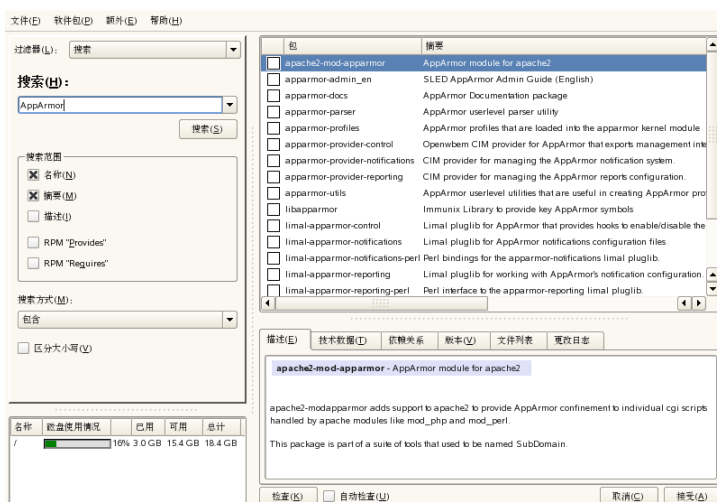 文件(F) 软件包(P) 额外(E) 帮助(H)
过滤器(L): 搜索
搜索(H):
AppArmor
搜索(S)
搜索范围
名称(N)
摘要(M)
描述(I)
RPM "Provides"
RPM "Requires"
搜索方式(M):
包含
区分大小写(V)
名称 磁盘使用情况 已用 可用 总计
/ 16% 3.0 GB 15.4 GB 18.4 GB
包 摘要
apache2-mod-apparmor AppArmor module for apache2
apparmor-admin_en SLED AppArmor Admin Guide (English)
apparmor-docs AppArmor Documentation package
apparmor-parser AppArmor userlevel parser utility
apparmor-profiles AppArmor profiles that are loaded into the apparmor kernel module
apparmor-provider-control Openwbem CIM provider for AppArmor that exports management inte
apparmor-provider-notifications CIM provider for managing the AppArmor notification system.
apparmor-provider-reporting CIM provider for managing the AppArmor reports configuration.
apparmor-utils AppArmor userlevel utilities that are useful in creating AppArmor pro
libapparmor Immunix Library to provide key AppArmor symbols
limal-apparmor-control Limal pluglib for AppArmor that provides hooks to enable/disable the
limal-apparmor-notifications Limal pluglib for AppArmor notifications configuration files
limal-apparmor-notifications-perl Perl bindings for the apparmor-notifications limal pluglib.
limal-apparmor-reporting Limal pluglib for working with AppArmor's notification configuration.
limal-apparmor-reporting-perl Perl interface to the apparmor-reporting limal pluglib.
描述(E) 技术数据(T) 依赖关系 版本(V) 文件列表 更改日志
apache2-mod-apparmor - AppArmor module for apache2
apache2-modapparmor adds support to apache2 to provide AppArmor confinement to individual cgi scripts
handled by apache modules like mod_php and mod_perl.
This package is part of a suite of tools that used to be named SubDomain.
检查(K) 自动检查(U) 取消(C) 接受(A)